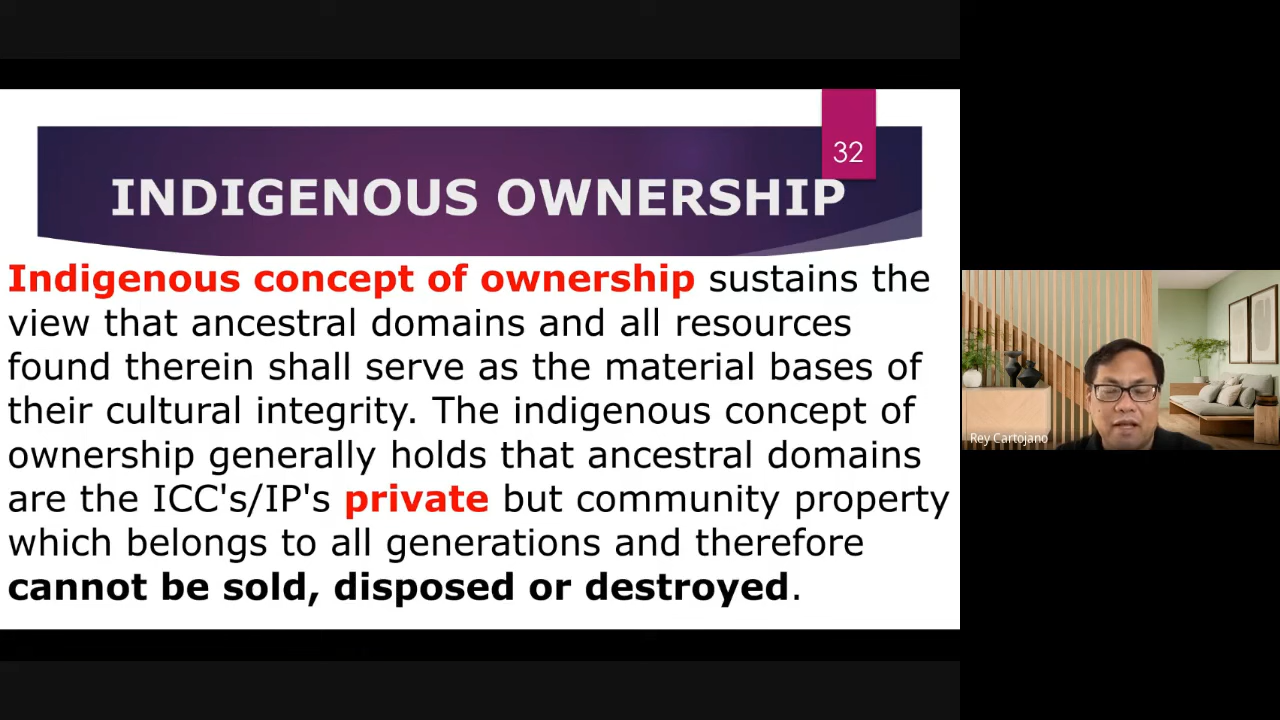 32
INDIGENOUS OWNERSHIP
Indigenous concept of ownership sustains the
view that ancestral domains and all resources
found therein shall serve as the material bases of
their cultural integrity. The indigenous concept of
ownership generally holds that ancestral domains
are the ICC's/IP's private but community property
which belongs to all generations and therefore
cannot be sold, disposed or destroyed.
Rey Cartojano